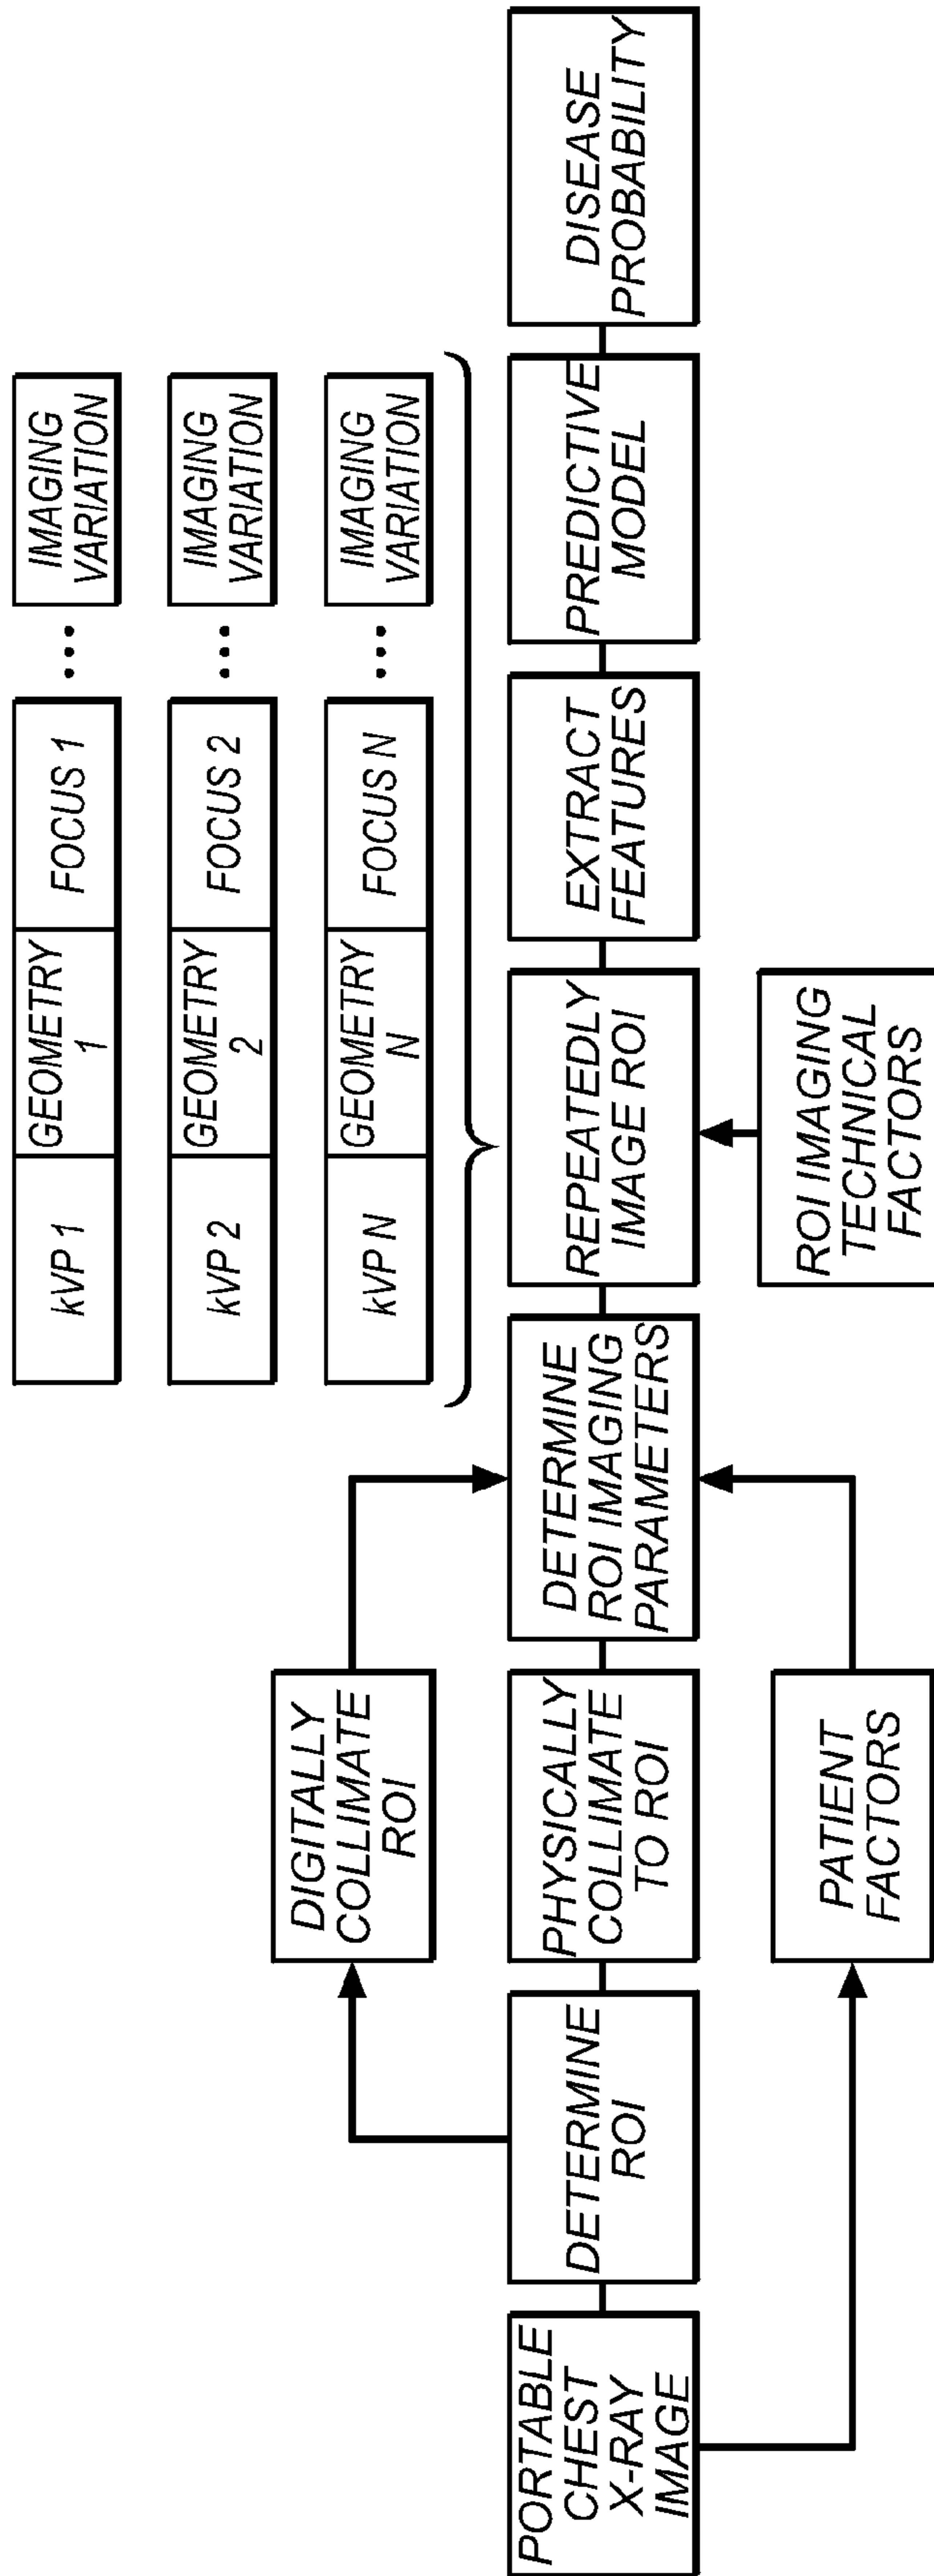 kVP 1
GEOMETRY
1
FOCUS 1
...
IMAGING
VARIATION
kVP 2
GEOMETRY
2
FOCUS 2
...
IMAGING
VARIATION
kVP N
GEOMETRY
N
FOCUS N
...
IMAGING
VARIATION
DIGITALLY
COLLIMATE
ROI
PORTABLE
CHEST
X-RAY
IMAGE
DETERMINE
ROI
PHYSICALLY
COLLIMATE
TO ROI
DETERMINE
ROI IMAGING
PARAMETERS
REPEATEDLY
IMAGE ROI
EXTRACT
FEATURES
PREDICTIVE
MODEL
DISEASE
PROBABILITY
PATIENT
FACTORS
ROI IMAGING
TECHNICAL
FACTORS